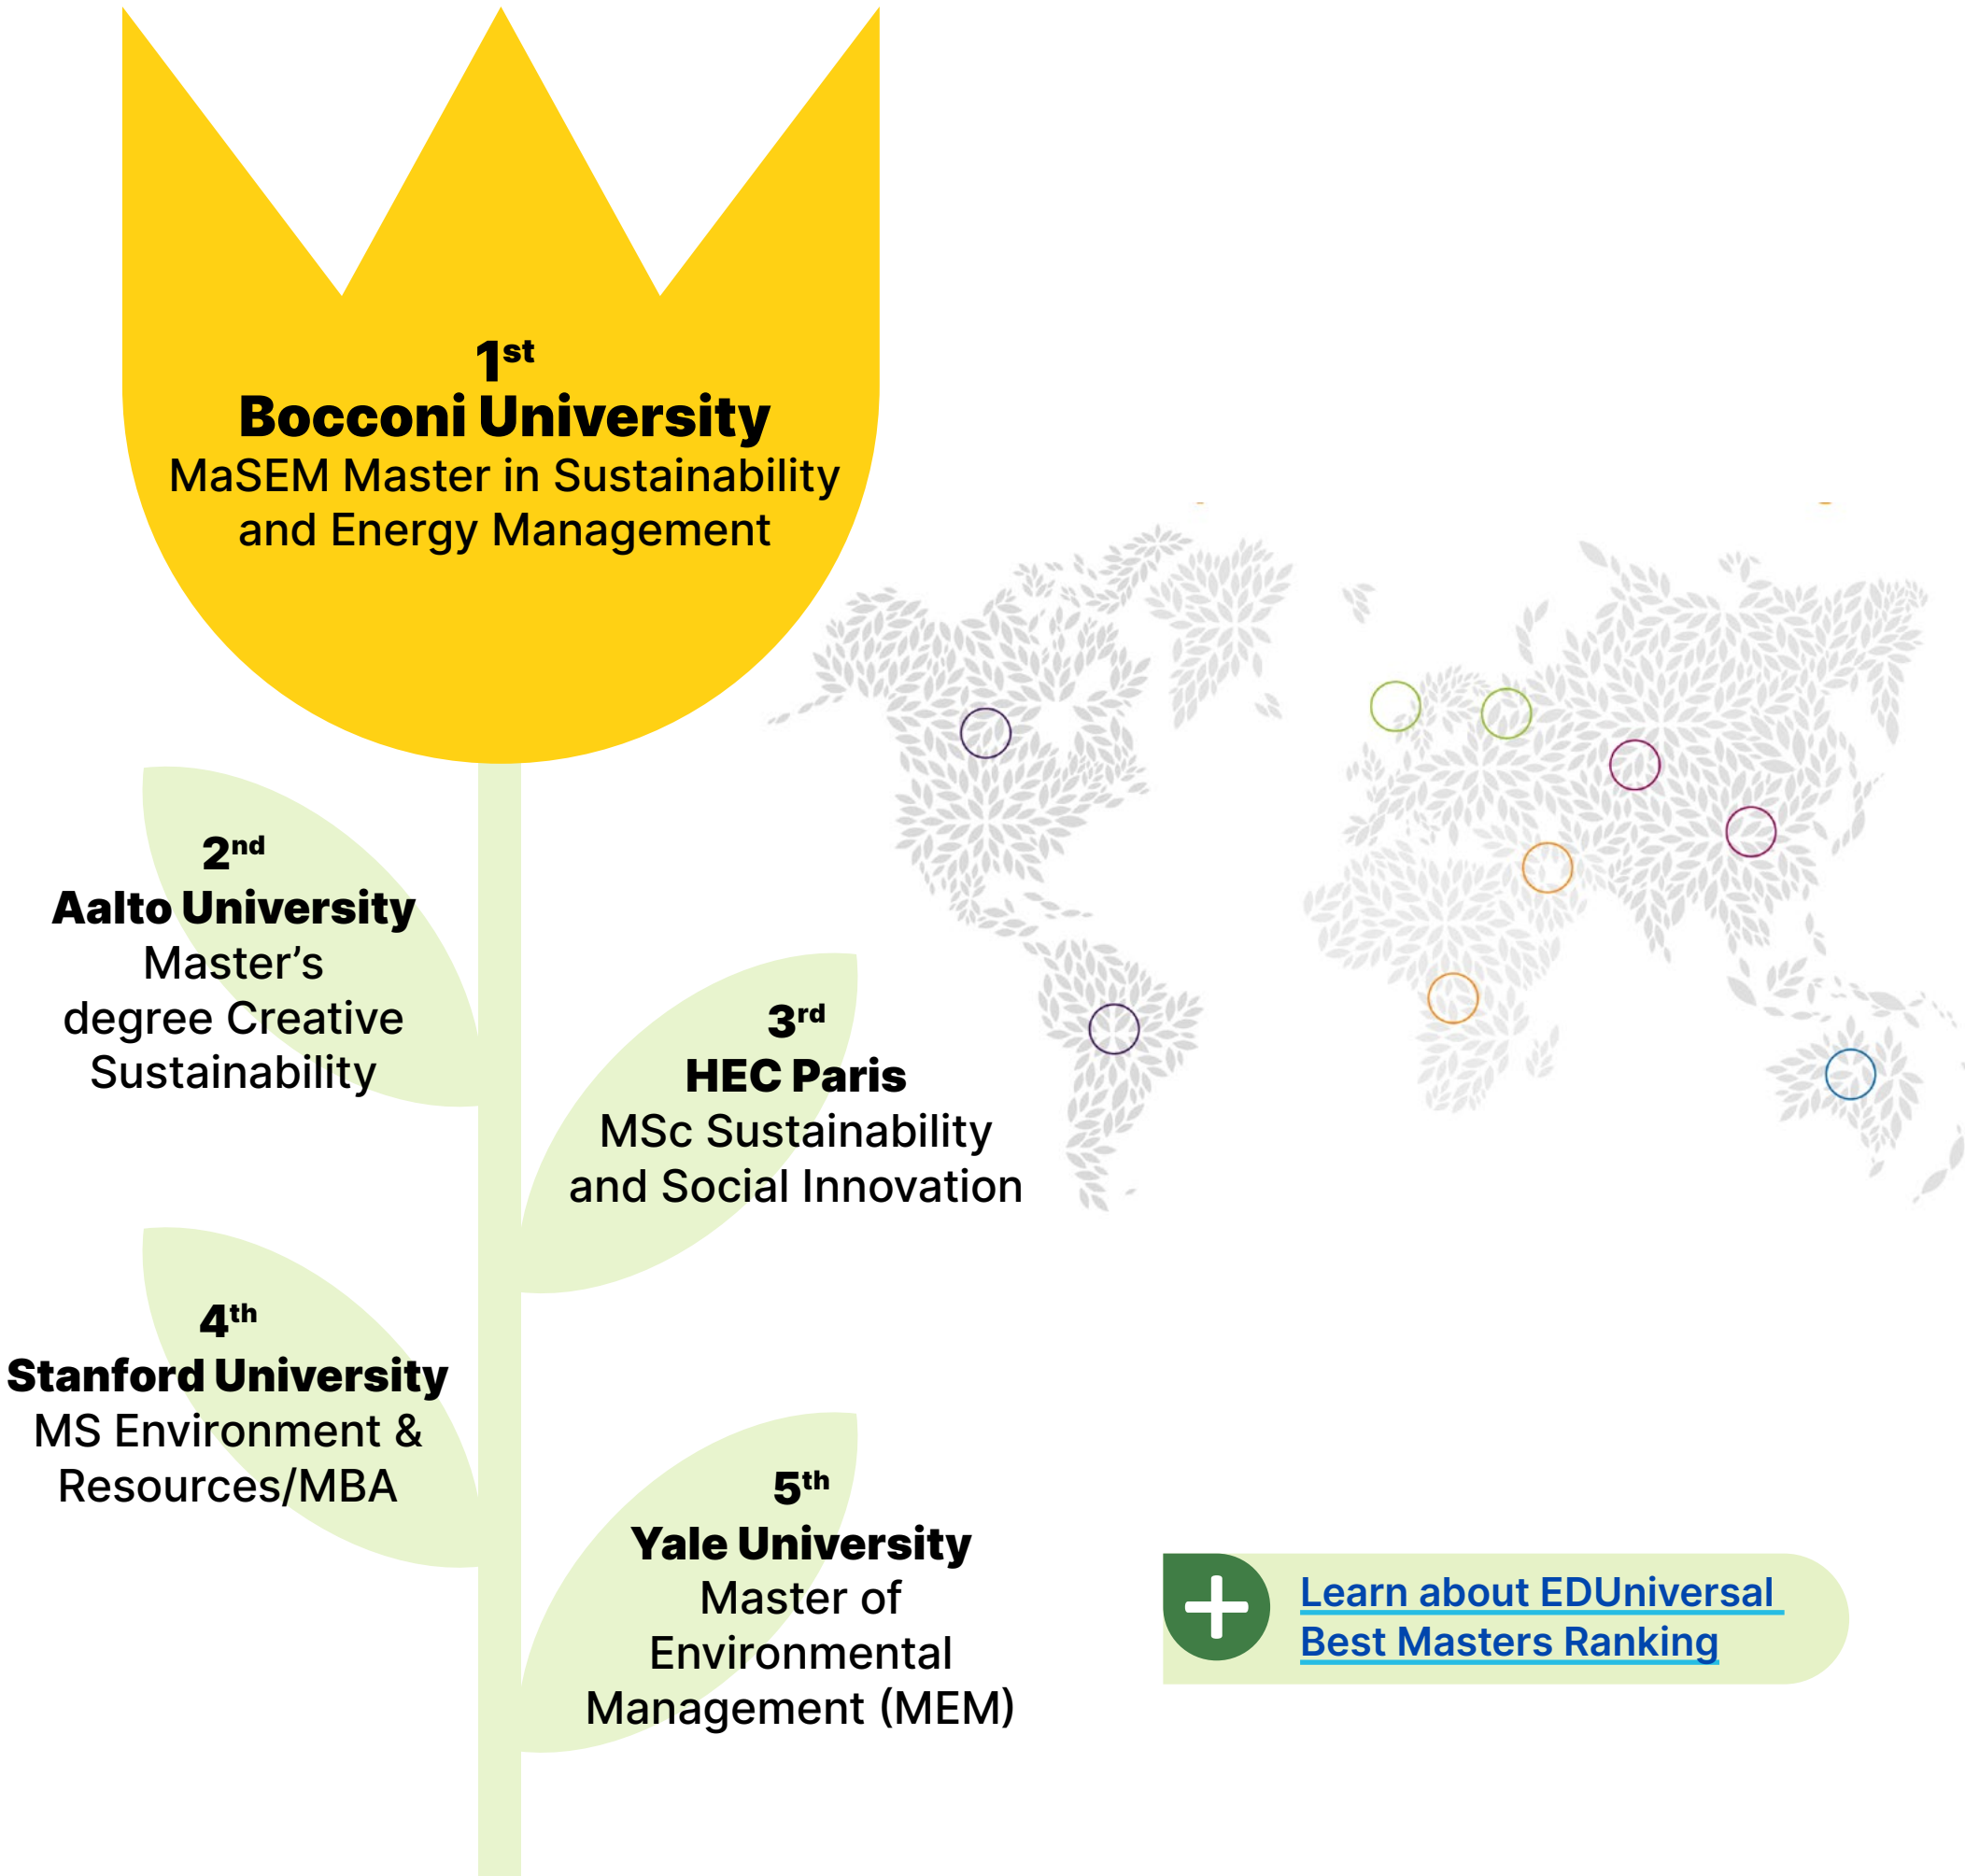 1st
Bocconi University
MaSEM Master in Sustainability
and Energy Management
2nd
Aalto University
Master’s
degree Creative
Sustainability
3rd
HEC Paris
MSc Sustainability
and Social Innovation
4th
Stanford University
MS Environment &
Resources/MBA
5th
Yale University
Master of
Environmental
Management (MEM)
Learn about EDUniversal
Best Masters Ranking